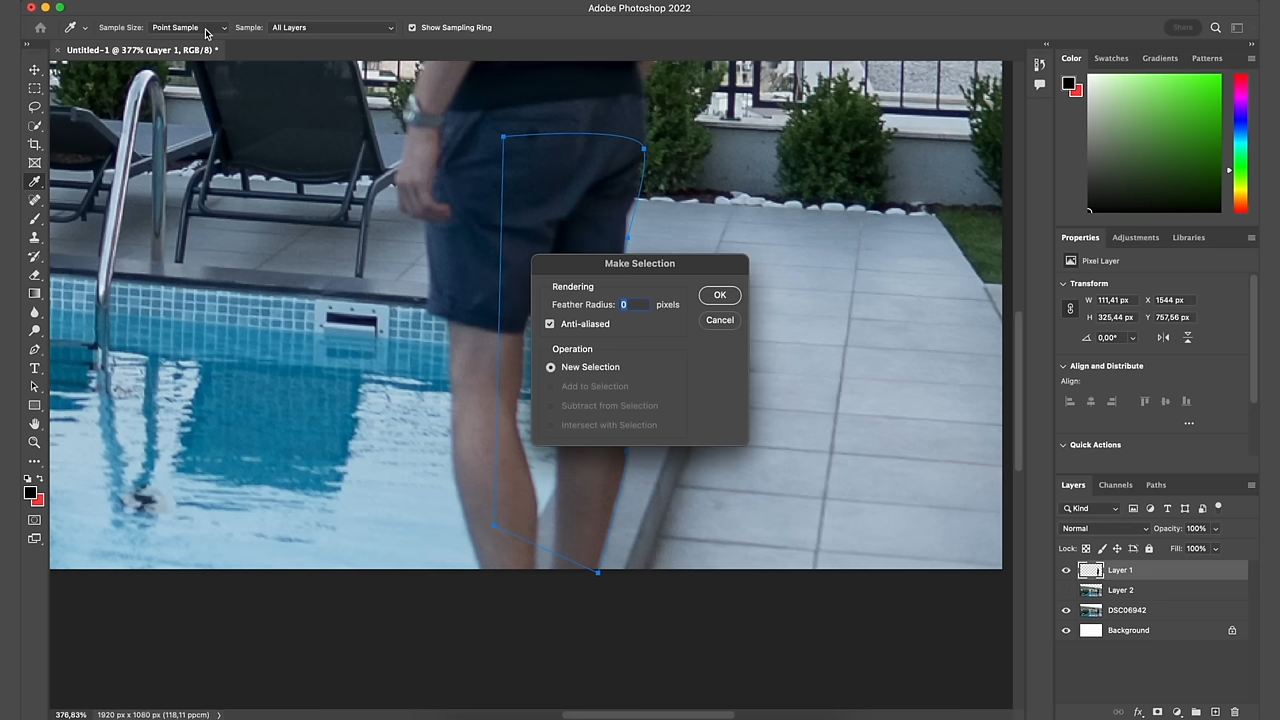 Adobe Photoshop 2022
Sample Size: Point Sample Sample: All Layers Show Sampling Ring Share
Untitled-1 @ 377% (Layer 1, RGB/8) *
Color Swatches Gradients Patterns
Properties Adjustments Libraries
Pixel Layer
Transform
W 111,41 px X 1544 px
H 325,44 px Y 757,56 px
0,00°
Align and Distribute
Align:
Quick Actions
Make Selection
Rendering
Feather Radius: 0 pixels
Anti-aliased
OK
Cancel
Operation
New Selection
Add to Selection
Subtract from Selection
Intersect with Selection
Layers Channels Paths
Kind
Normal Opacity: 100%
Lock: Fill: 100%
Layer 1
Layer 2
DSC06942
Background
fx
376,83% 1920 px x 1080 px (118,11 ppcm)